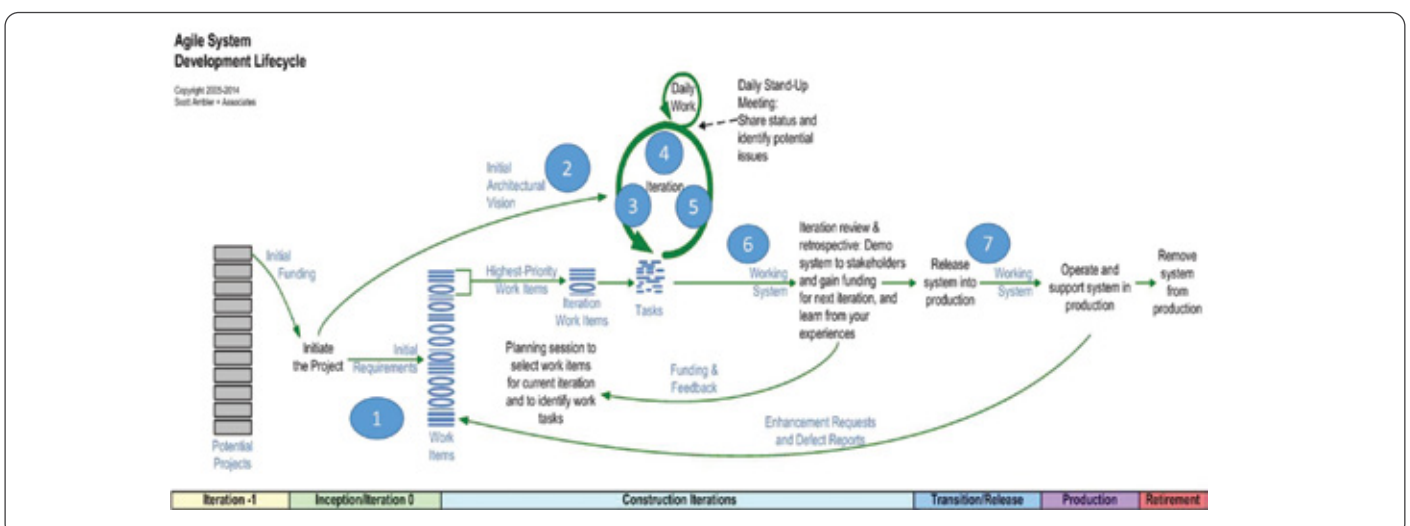 Agile System
Development Lifecycle
Copyright 2005-2014
Scott Ambler + Associates
Daily
Work
Daily Stand-Up
Meeting:
Share status and
identify potential
issues
4
Iteration
3
5
2
Initial
Architectural
Vision
Initial
Funding
Highest-Priority
Work Items
Iteration
Work Items
Tasks
6
Working
System
Iteration review &
retrospective: Demo
system to stakeholders
and gain funding
for next iteration, and
learn from your
experiences
Release
system into
production
7
Working
System
Operate and
support system in
production
Remove
system
from
production
Initiate
the Project
Initial
Requirements
1
Planning session to
select work items
for current iteration
and to identify work
tasks
Funding &
Feedback
Enhancement Requests
and Defect Reports
Work
Items
Potential
Projects
Iteration -1
Inception/Iteration 0
Construction Iterations
Transition/Release
Production
Retirement